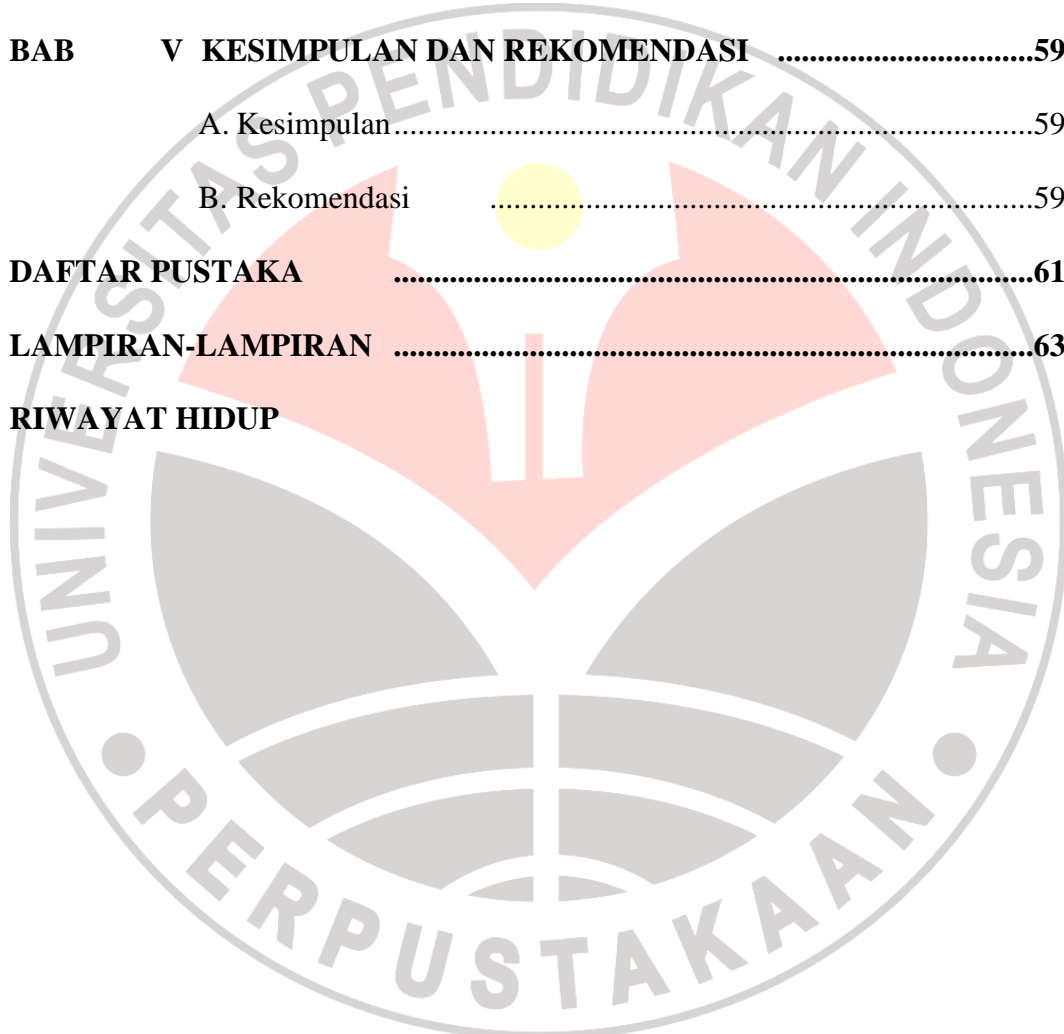 BAB V KESIMPULAN DAN REKOMENDASI ................................59
A. Kesimpulan.................................................................................59
B. Rekomendasi .....................................................................59
DAFTAR PUSTAKA .................................................................................61
LAMPIRAN-LAMPIRAN .................................................................................63
RIWAYAT HIDUP
UNIVERSITAS PENDIDIKAN INDONESIA
PERPUSTAKAAN